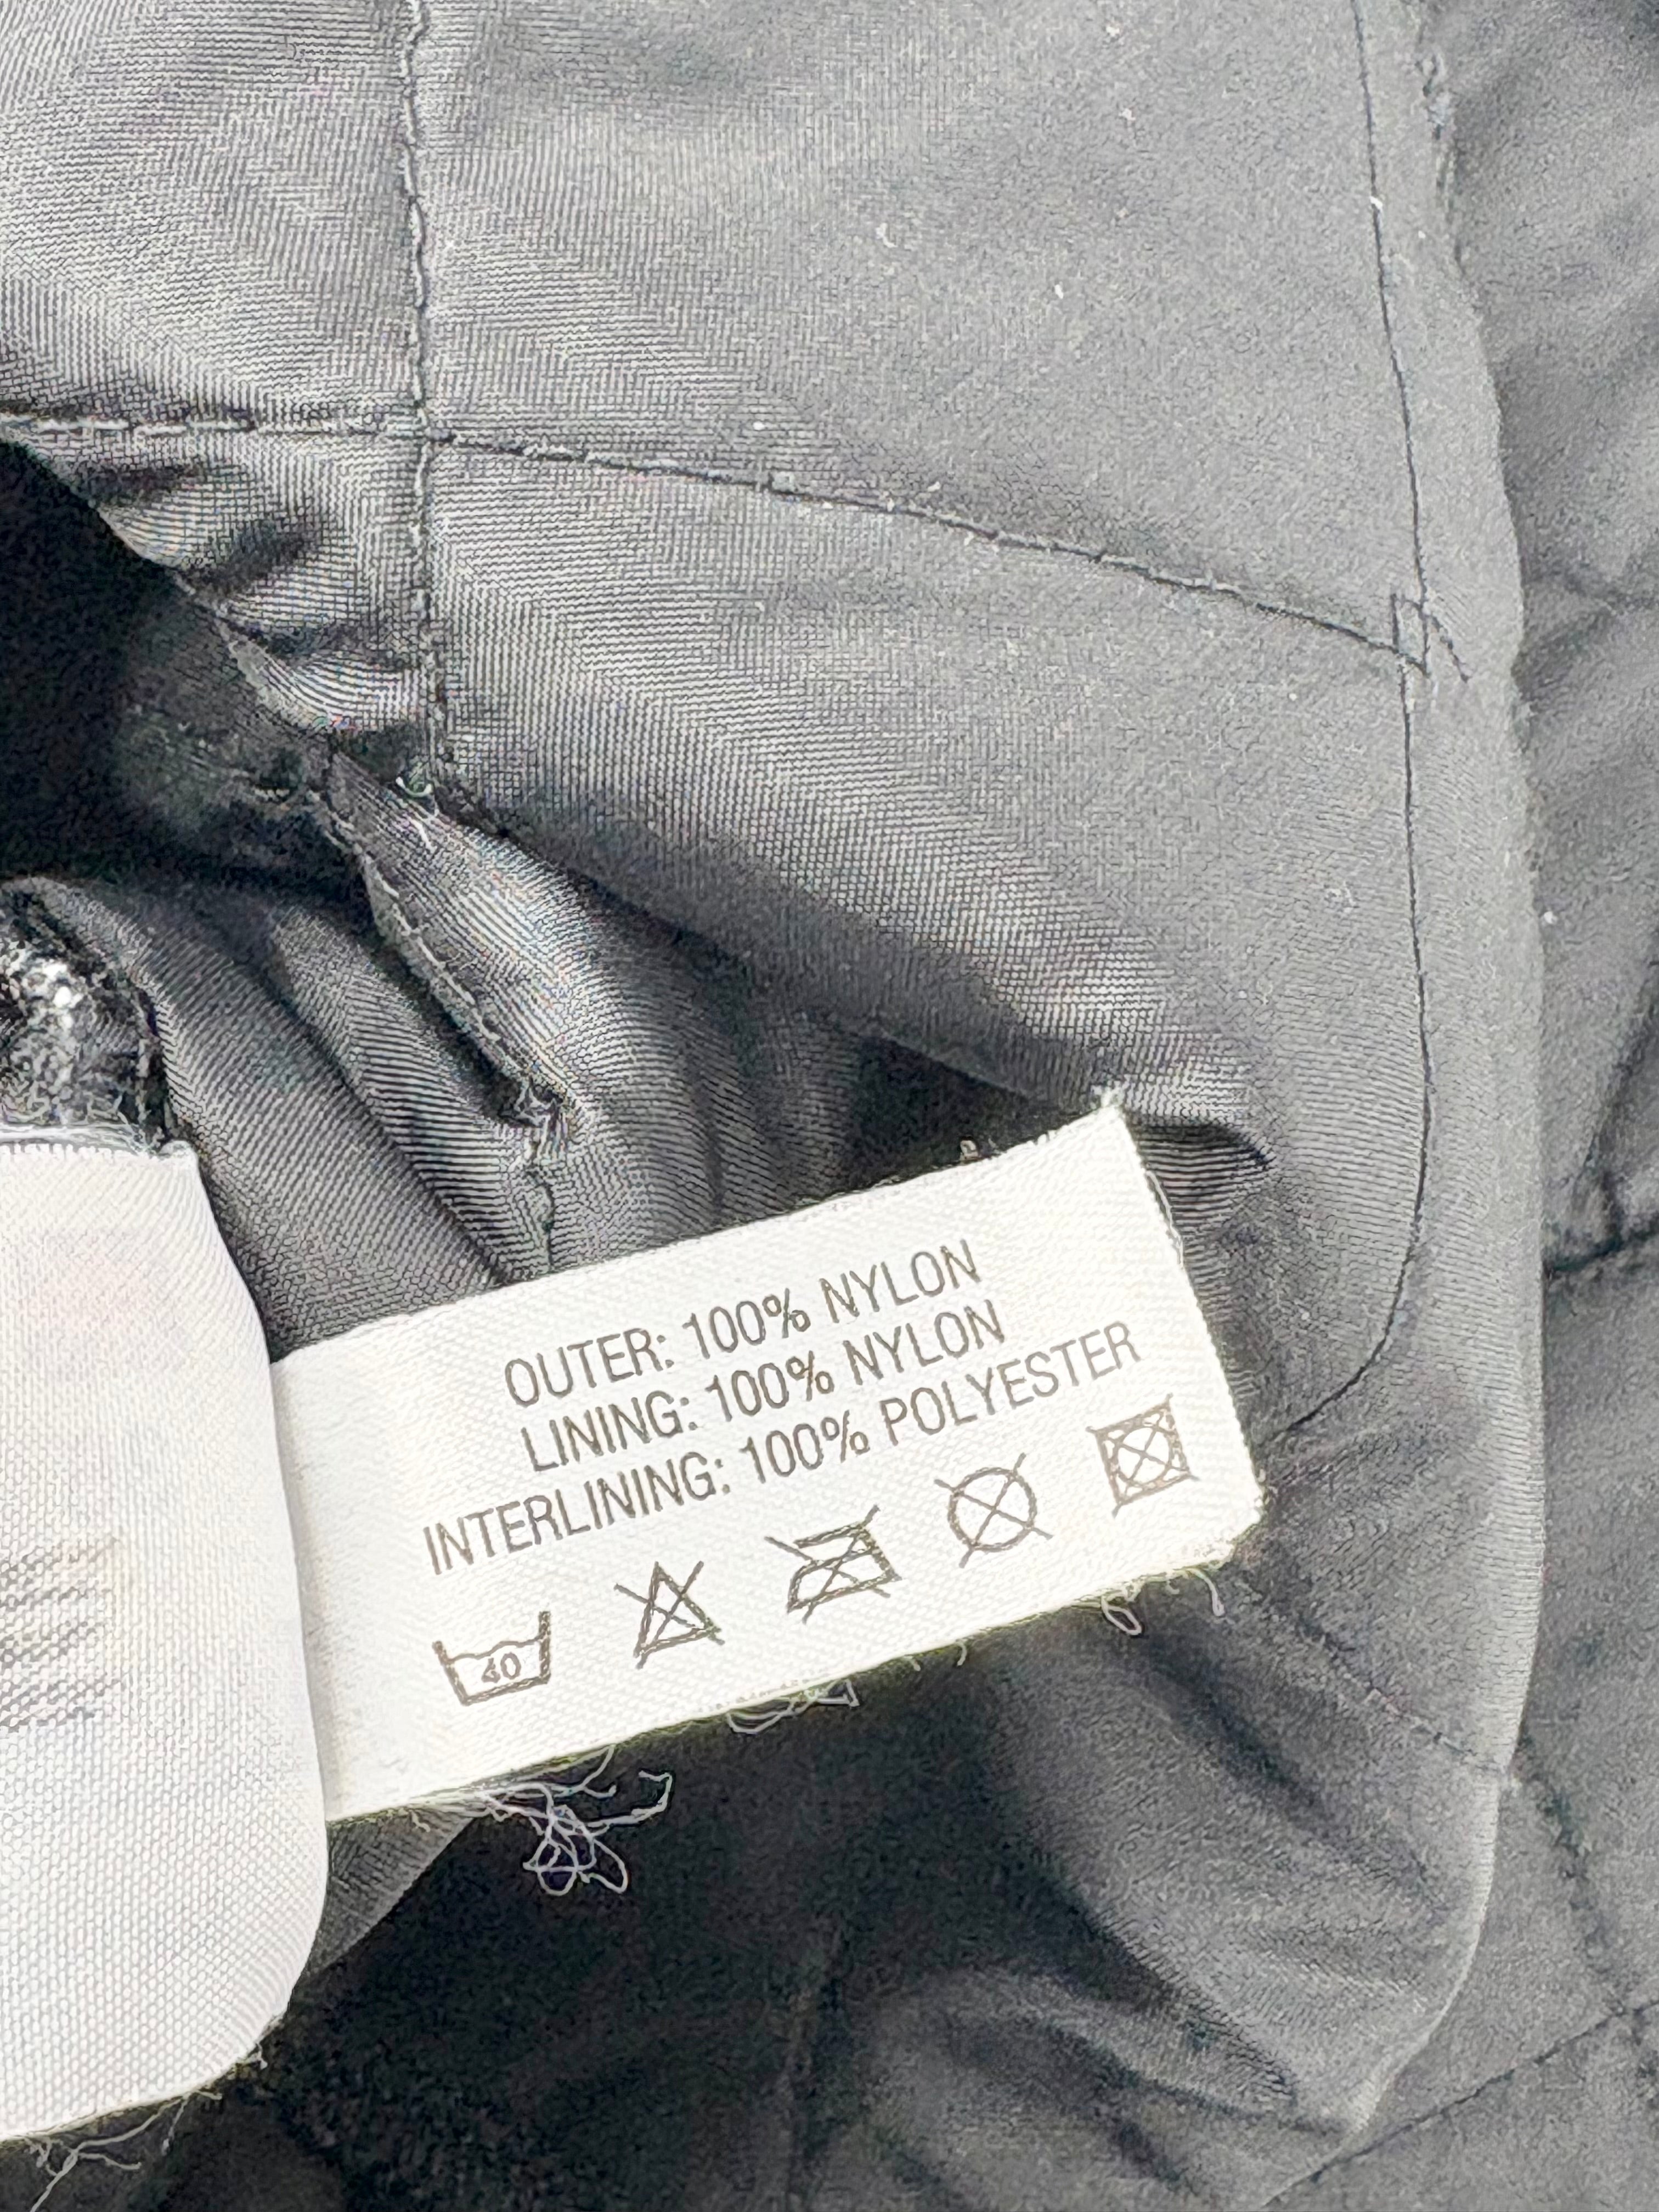 OUTER: 100% NYLON
LINING: 100% NYLON
INTERLINING: 100% POLYESTER
40